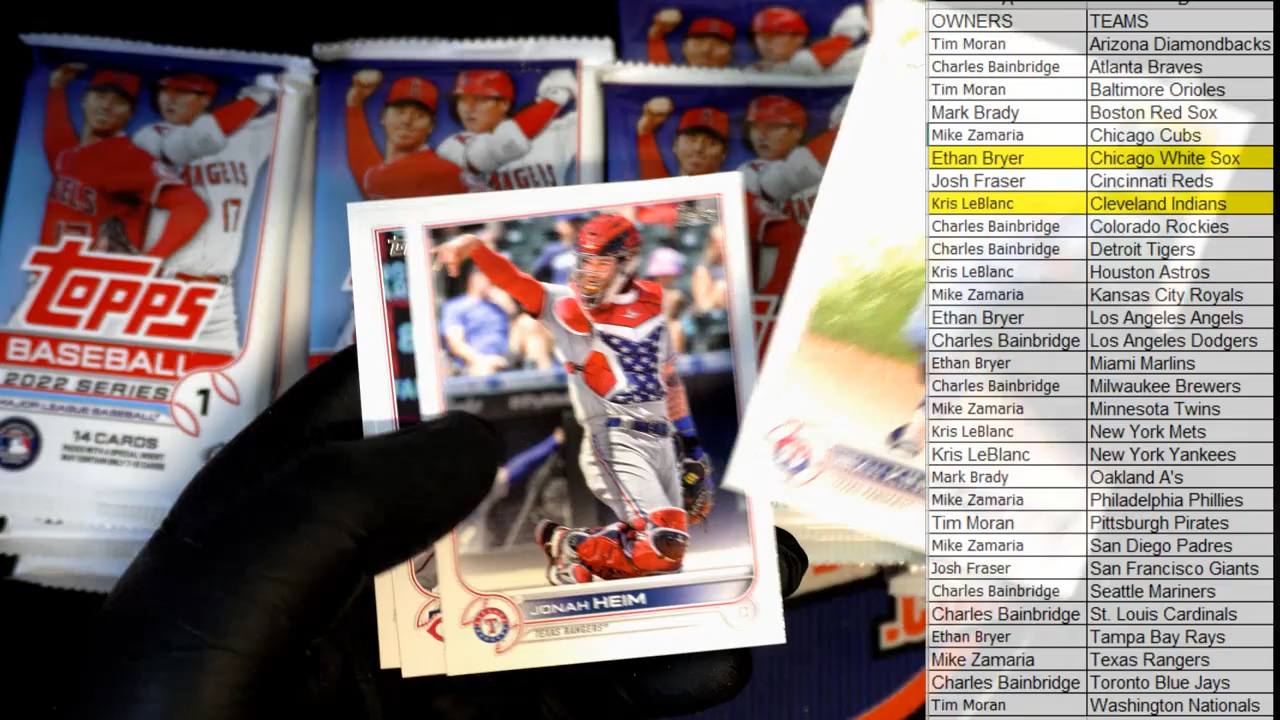 OWNERS TEAMS
Tim Moran Arizona Diamondbacks
Charles Bainbridge Atlanta Braves
Tim Moran Baltimore Orioles
Mark Brady Boston Red Sox
Mike Zamaria Chicago Cubs
Ethan Bryer Chicago White Sox
Josh Fraser Cincinnati Reds
Kris LeBlanc Cleveland Indians
Charles Bainbridge Colorado Rockies
Charles Bainbridge Detroit Tigers
Kris LeBlanc Houston Astros
Mike Zamaria Kansas City Royals
Ethan Bryer Los Angeles Angels
Charles Bainbridge Los Angeles Dodgers
Ethan Bryer Miami Marlins
Charles Bainbridge Milwaukee Brewers
Mike Zamaria Minnesota Twins
Kris LeBlanc New York Mets
Kris LeBlanc New York Yankees
Mark Brady Oakland A's
Mike Zamaria Philadelphia Phillies
Tim Moran Pittsburgh Pirates
Mike Zamaria San Diego Padres
Josh Fraser San Francisco Giants
Charles Bainbridge Seattle Mariners
Charles Bainbridge St. Louis Cardinals
Ethan Bryer Tampa Bay Rays
Mike Zamaria Texas Rangers
Charles Bainbridge Toronto Blue Jays
Tim Moran Washington Nationals
ANGELS
17
TOPPS
BASEBALL
2022 SERIES 1
MAJOR LEAGUE BASEBALL
14 CARDS
JONAH HEIM
C
TEXAS RANGERS